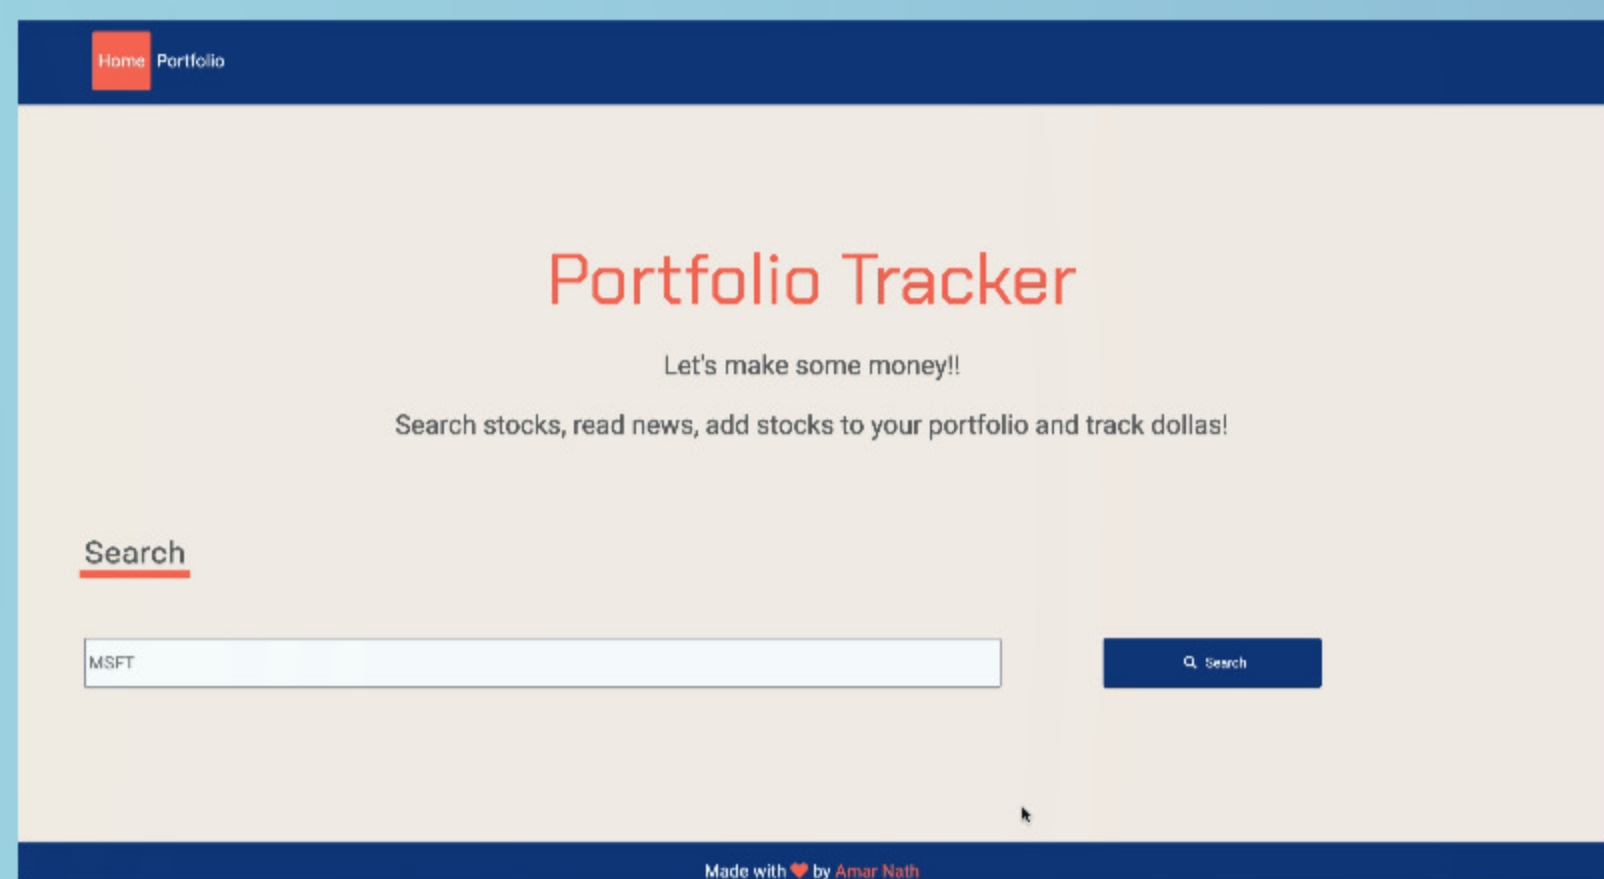 Home Portfolio
Portfolio Tracker
Let's make some money!!
Search stocks, read news, add stocks to your portfolio and track dollas!
Search
MSFT
Search
Made with ❤ by Amar Nath